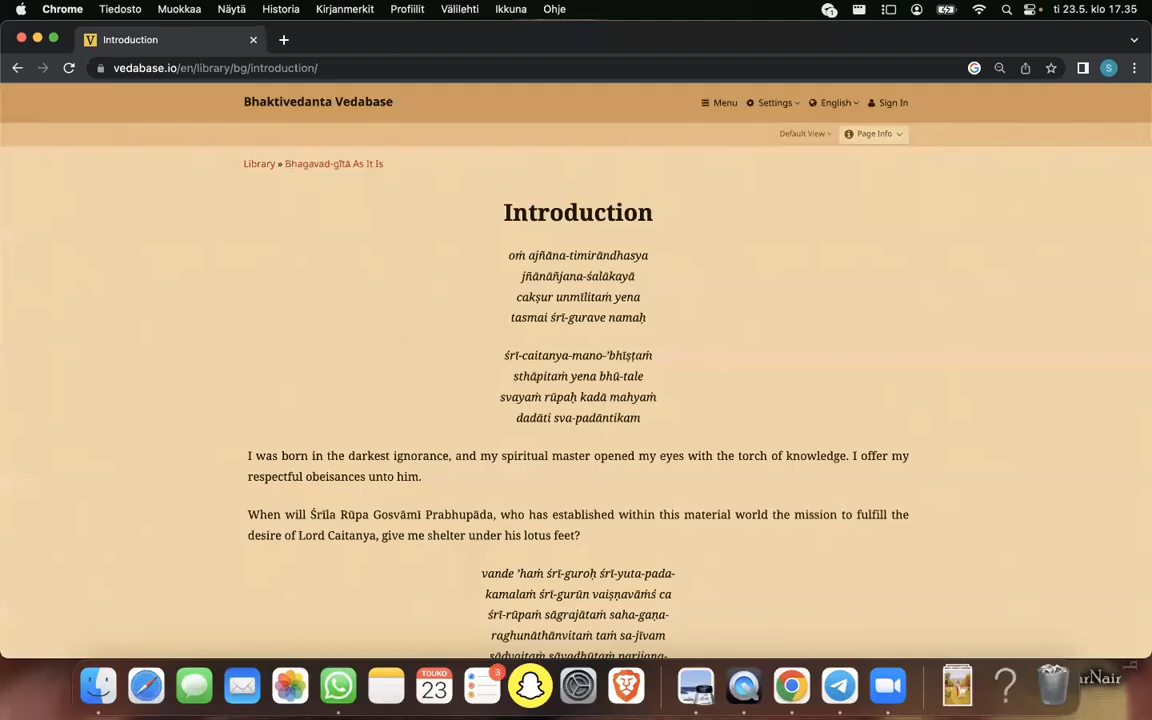 Chrome Tiedosto Muokkaa Näytä Historia Kirjanmerkit Profiilit Välilehti Ikkuna Ohje ti 23.5. klo 17.35
Introduction
vedabase.io/en/library/bg/introduction/
Bhaktivedanta Vedabase Menu Settings English Sign In
Default View Page Info
Library » Bhagavad-gītā As It Is
Introduction
oṁ ajñāna-timirāndhasya
jñānāñjana-śalākayā
cakṣur unmīlitaṁ yena
tasmai śrī-gurave namaḥ
śrī-caitanya-mano-’bhīṣṭaṁ
sthāpitaṁ yena bhū-tale
svayaṁ rūpaḥ kadā mahyaṁ
dadāti sva-padāntikam
I was born in the darkest ignorance, and my spiritual master opened my eyes with the torch of knowledge. I offer my
respectful obeisances unto him.
When will Śrīla Rūpa Gosvāmī Prabhupāda, who has established within this material world the mission to fulfill the
desire of Lord Caitanya, give me shelter under his lotus feet?
vande ’haṁ śrī-guroḥ śrī-yuta-pada-
kamalaṁ śrī-gurūn vaiṣṇavāṁś ca
śrī-rūpaṁ sāgrajātaṁ saha-gaṇa-
raghunāthānvitaṁ taṁ sa-jīvam
sādvaitaṁ sāvadhūtaṁ parijana-
TOUKO
23
3